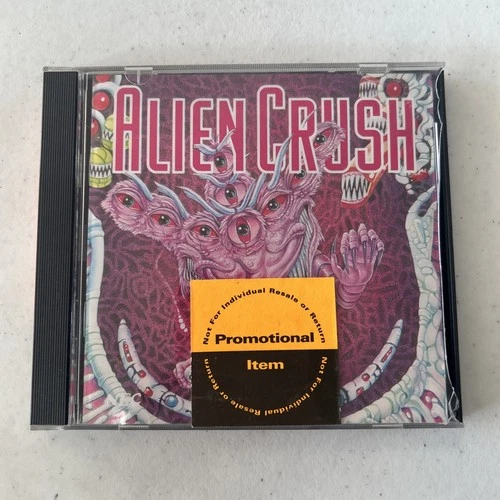 ALIEN CRUSH
Not For Individual Resale or Return
Promotional
Item
Not For Individual Resale or Return